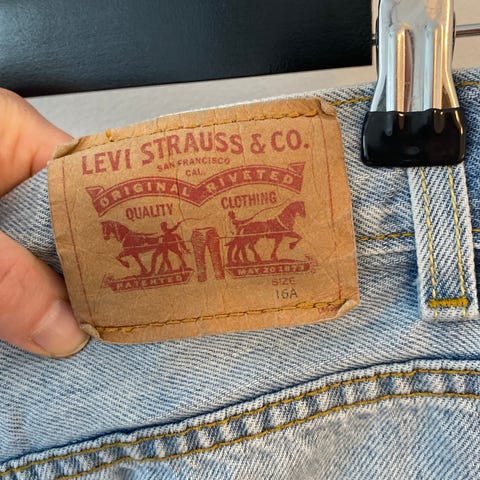 LEVI STRAUSS & CO.
SAN FRANCISCO
CAL.
ORIGINAL RIVETED
QUALITY CLOTHING
PATENTED MAY 20 1873
SIZE
16A